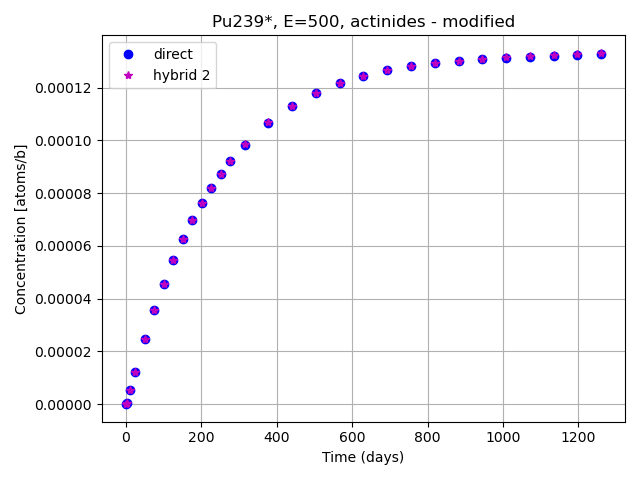 Pu239*, E=500, actinides - modified
direct
hybrid 2
0.00012
0.00010
0.00008
0.00006
0.00004
0.00002
0.00000
Concentration [atoms/b]
0 200 400 600 800 1000 1200
Time (days)